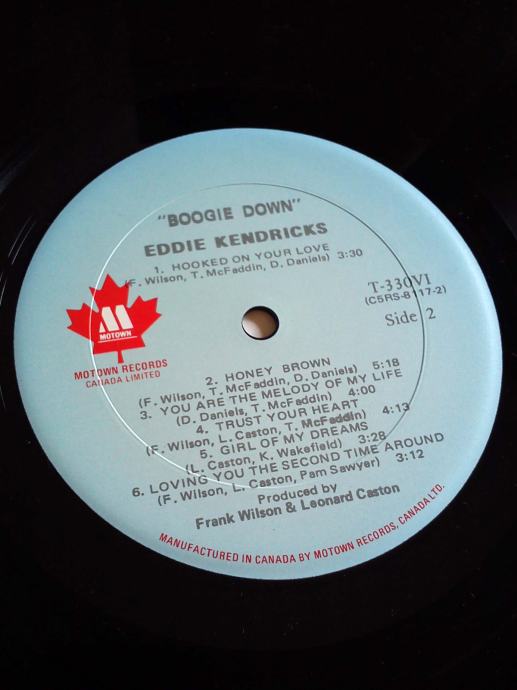 "BOOGIE DOWN"
EDDIE KENDRICKS
1. HOOKED ON YOUR LOVE
(F. Wilson, T. McFaddin, D. Daniels) 3:30
T-330VI
(C5RS-8117-2)
Side 2
M
MOTOWN
MOTOWN RECORDS
CANADA LIMITED
2. HONEY BROWN
(F. Wilson, T. McFaddin, D. Daniels) 5:18
3. YOU ARE THE MELODY OF MY LIFE
(D. Daniels, T. McFaddin) 4:00
4. TRUST YOUR HEART
(F. Wilson, L. Caston, T. McFaddin) 4:13
5. GIRL OF MY DREAMS
(L. Caston, K. Wakefield) 3:28
6. LOVING YOU THE SECOND TIME AROUND
(F. Wilson, L. Caston, Pam Sawyer) 3:12
Produced by
Frank Wilson & Leonard Caston
MANUFACTURED IN CANADA BY MOTOWN RECORDS, CANADA LTD.